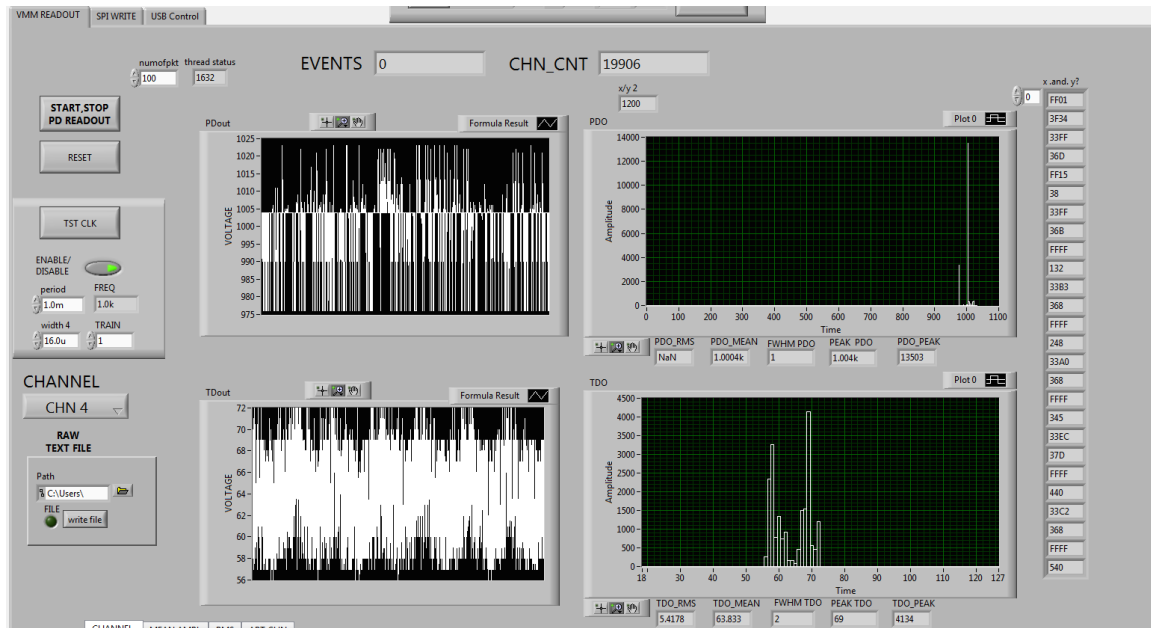 VMM READOUT SPI WRITE USB Control
numofpkt thread status
100 1632
EVENTS 0 CHN_CNT 19906
x/y 2
1200
START,STOP
PD READOUT
RESET
TST CLK
ENABLE/
DISABLE
period FREQ
1.0m 1.0k
width 4 TRAIN
16.0u 1
CHANNEL
CHN 4
RAW
TEXT FILE
Path
C:\Users\
FILE
write file
PDout Formula Result
VOLTAGE
1025
1020
1015
1010
1005
1000
995
990
985
980
975
TDout Formula Result
VOLTAGE
72
70
68
66
64
62
60
58
56
PDO Plot 0
Amplitude
14000
12000
10000
8000
6000
4000
2000
0
0 100 200 300 400 500 600 700 800 900 1000 1100
Time
PDO_RMS PDO_MEAN FWHM PDO PEAK PDO PDO_PEAK
NaN 1.0004k 1 1.004k 13503
TDO Plot 0
Amplitude
4500
4000
3500
3000
2500
2000
1500
1000
500
0
18 30 40 50 60 70 80 90 100 110 120 127
Time
TDO_RMS TDO_MEAN FWHM TDO PEAK TDO TDO_PEAK
5.4178 63.833 2 69 4134
x .and. y?
0
FF01
3F34
33FF
36D
FF15
38
33FF
36B
FFFF
132
33B3
368
FFFF
248
33A0
368
FFFF
345
33EC
37D
FFFF
440
33C2
368
FFFF
540
CHANNEL